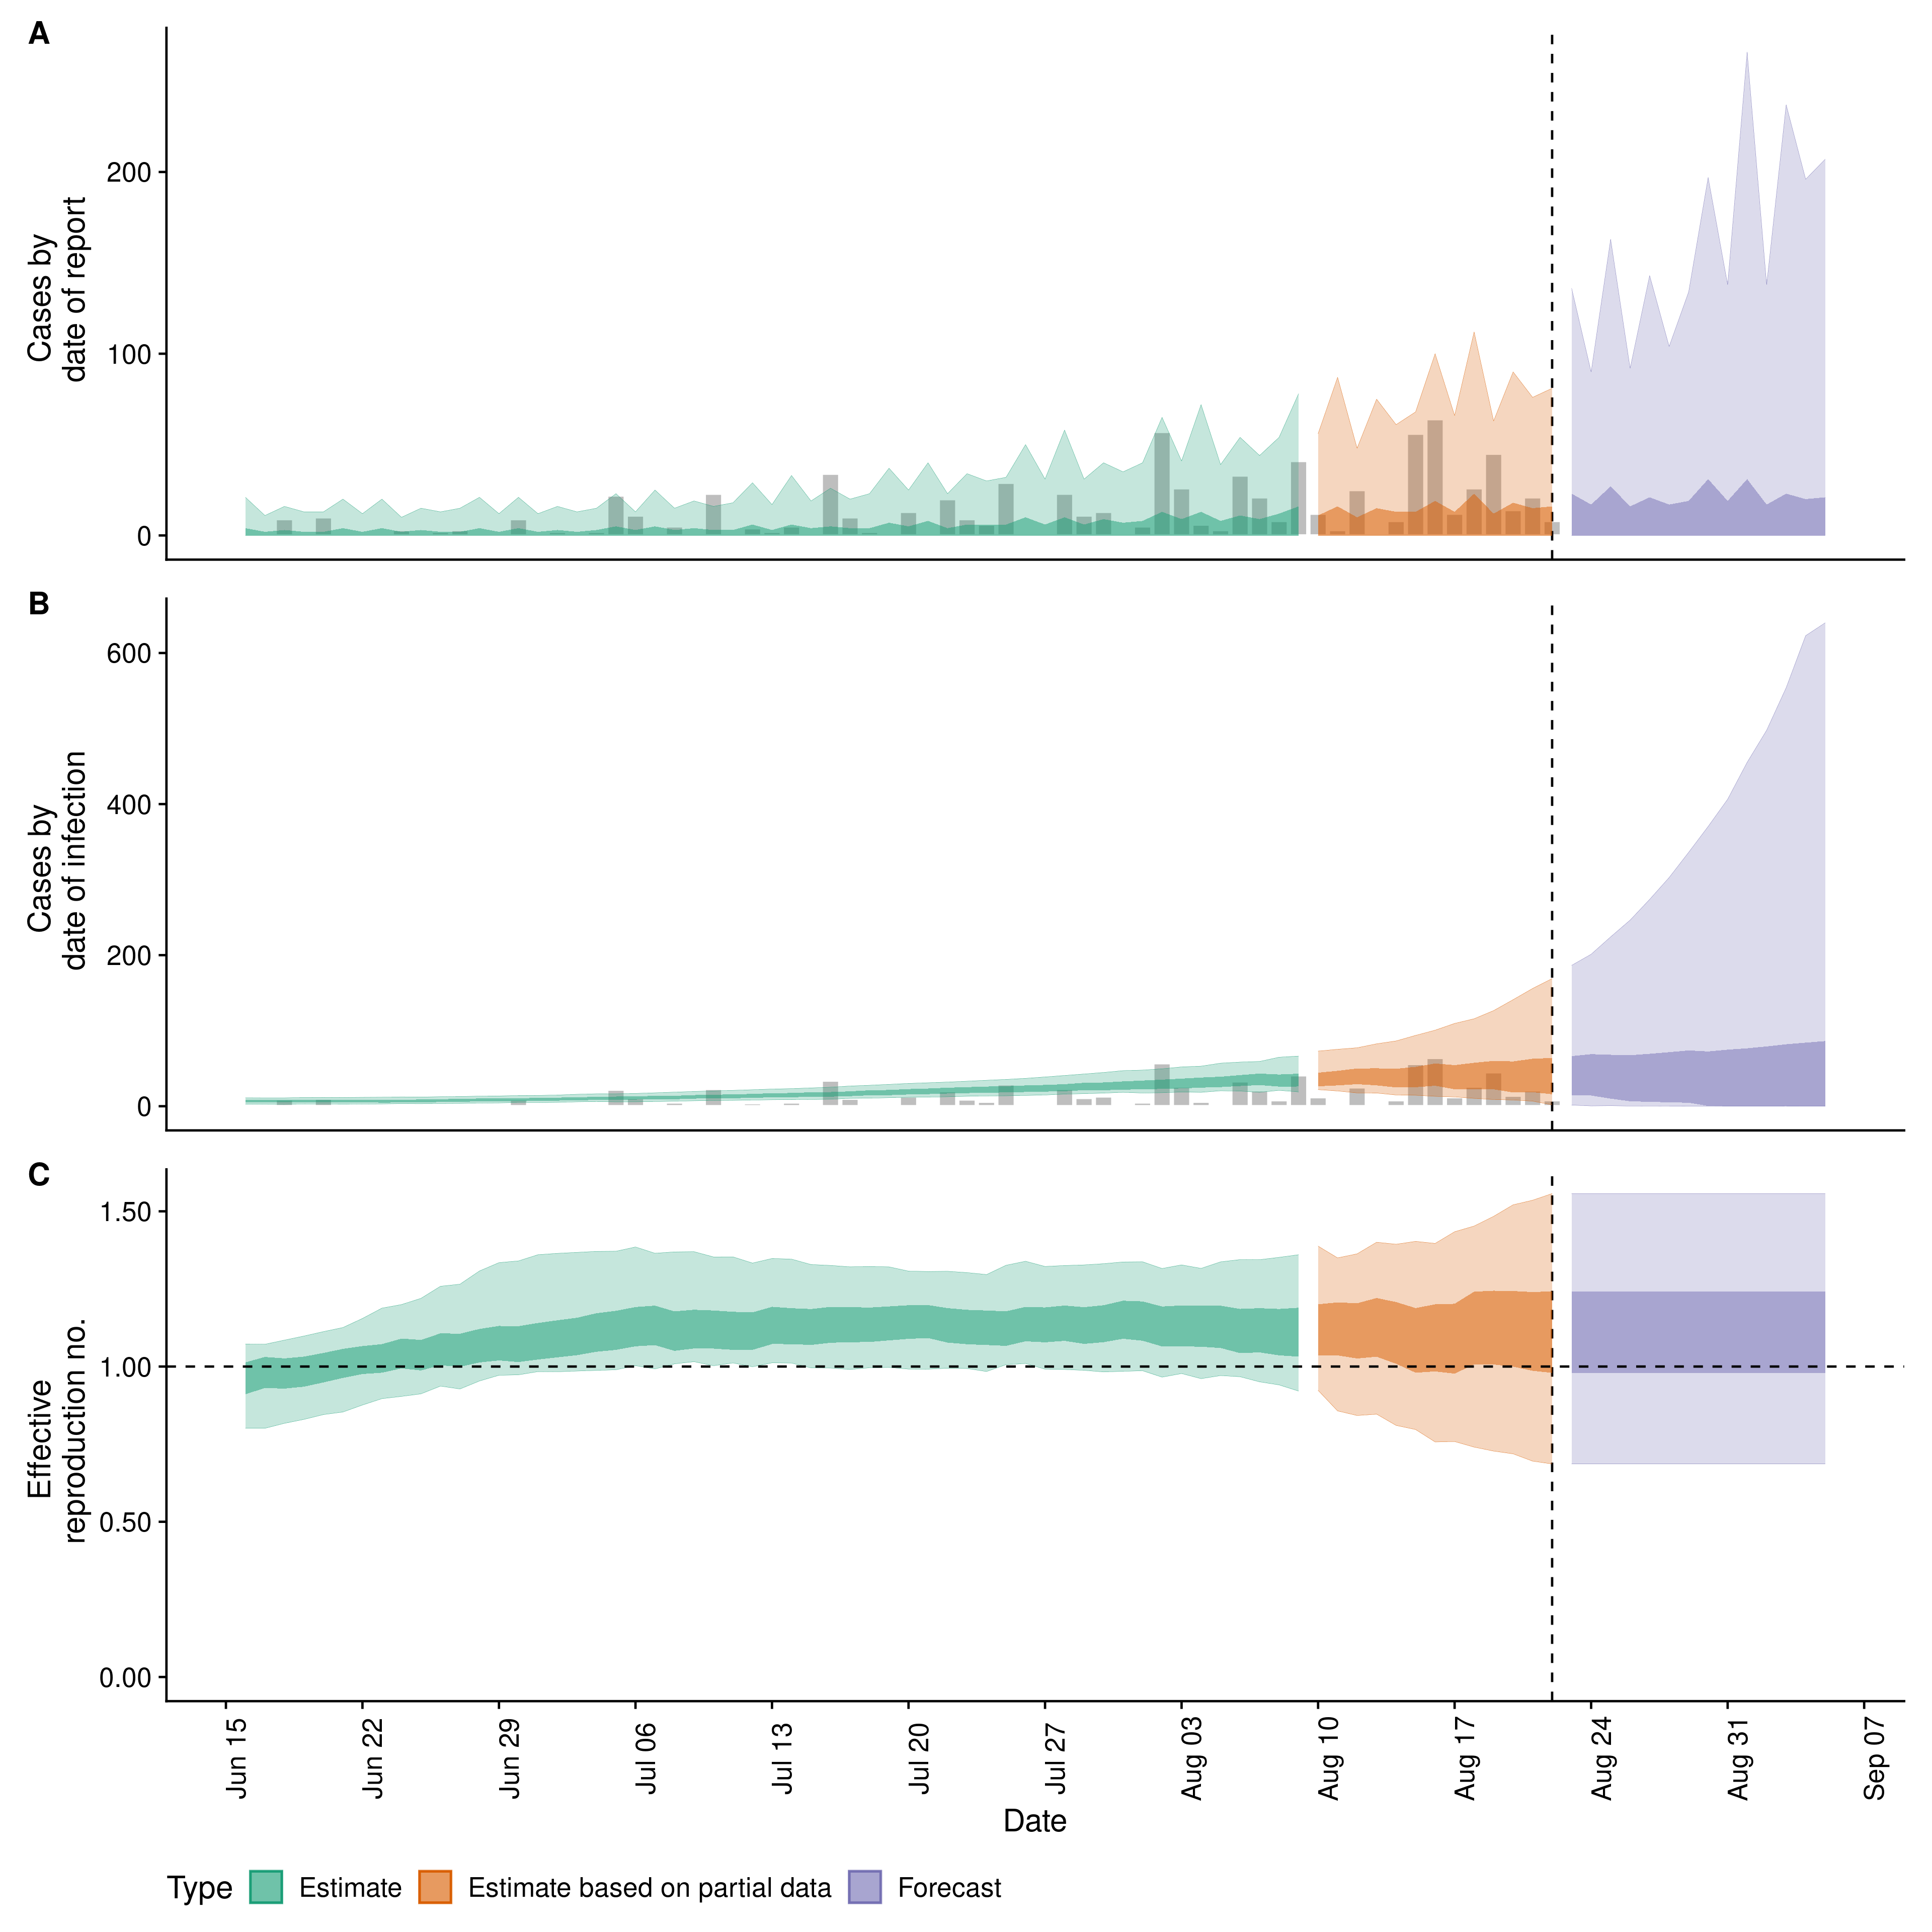 A
Cases by
date of report
200
100
0
B
Cases by
date of infection
600
400
200
0
C
Effective
reproduction no.
1.50
1.00
0.50
0.00
Jun 15
Jun 22
Jun 29
Jul 06
Jul 13
Jul 20
Jul 27
Aug 03
Aug 10
Aug 17
Aug 24
Aug 31
Sep 07
Date
Type Estimate Estimate based on partial data Forecast